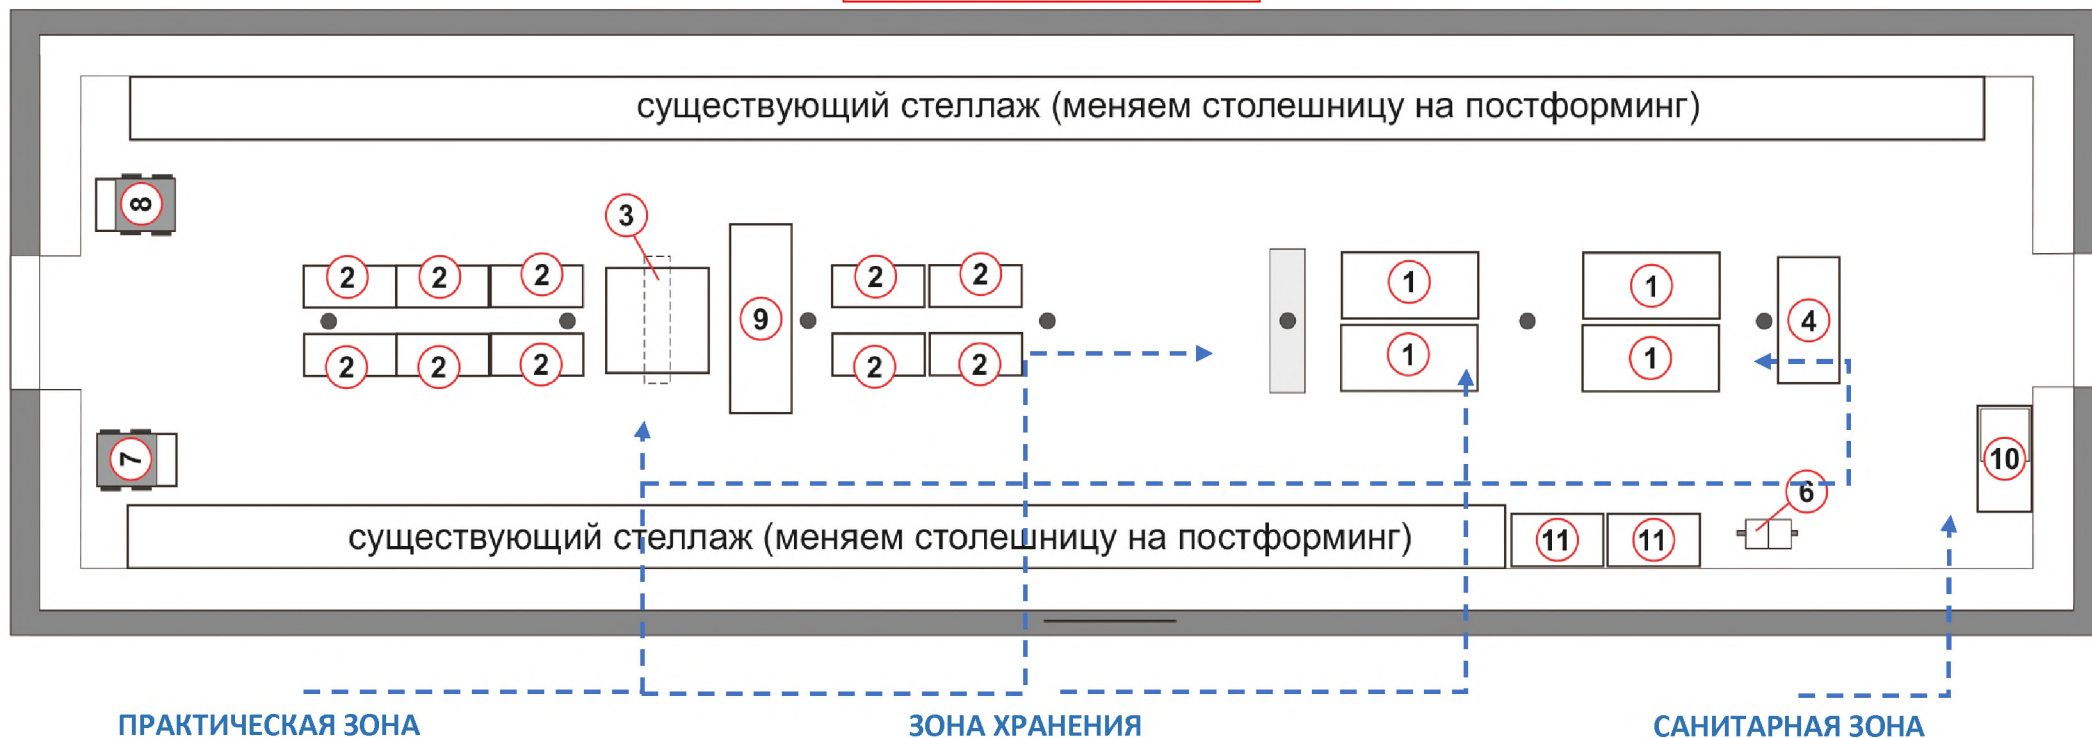 существующий стеллаж (меняем столешницу на постформинг)
8
3
2 2 2 2 2 1 1
9 4
2 2 2 2 2 1 1
7 10
6
существующий стеллаж (меняем столешницу на постформинг) 11 11
ПРАКТИЧЕСКАЯ ЗОНА ЗОНА ХРАНЕНИЯ САНИТАРНАЯ ЗОНА